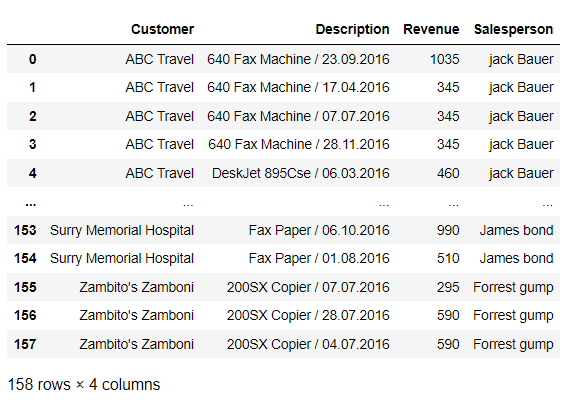 Customer Description Revenue Salesperson
0 ABC Travel 640 Fax Machine / 23.09.2016 1035 jack Bauer
1 ABC Travel 640 Fax Machine / 17.04.2016 345 jack Bauer
2 ABC Travel 640 Fax Machine / 07.07.2016 345 jack Bauer
3 ABC Travel 640 Fax Machine / 28.11.2016 345 jack Bauer
4 ABC Travel DeskJet 895Cse / 06.03.2016 460 jack Bauer
... ... ... ... ...
153 Surry Memorial Hospital Fax Paper / 06.10.2016 990 James bond
154 Surry Memorial Hospital Fax Paper / 01.08.2016 510 James bond
155 Zambito's Zamboni 200SX Copier / 07.07.2016 295 Forrest gump
156 Zambito's Zamboni 200SX Copier / 28.07.2016 590 Forrest gump
157 Zambito's Zamboni 200SX Copier / 04.07.2016 590 Forrest gump
158 rows × 4 columns